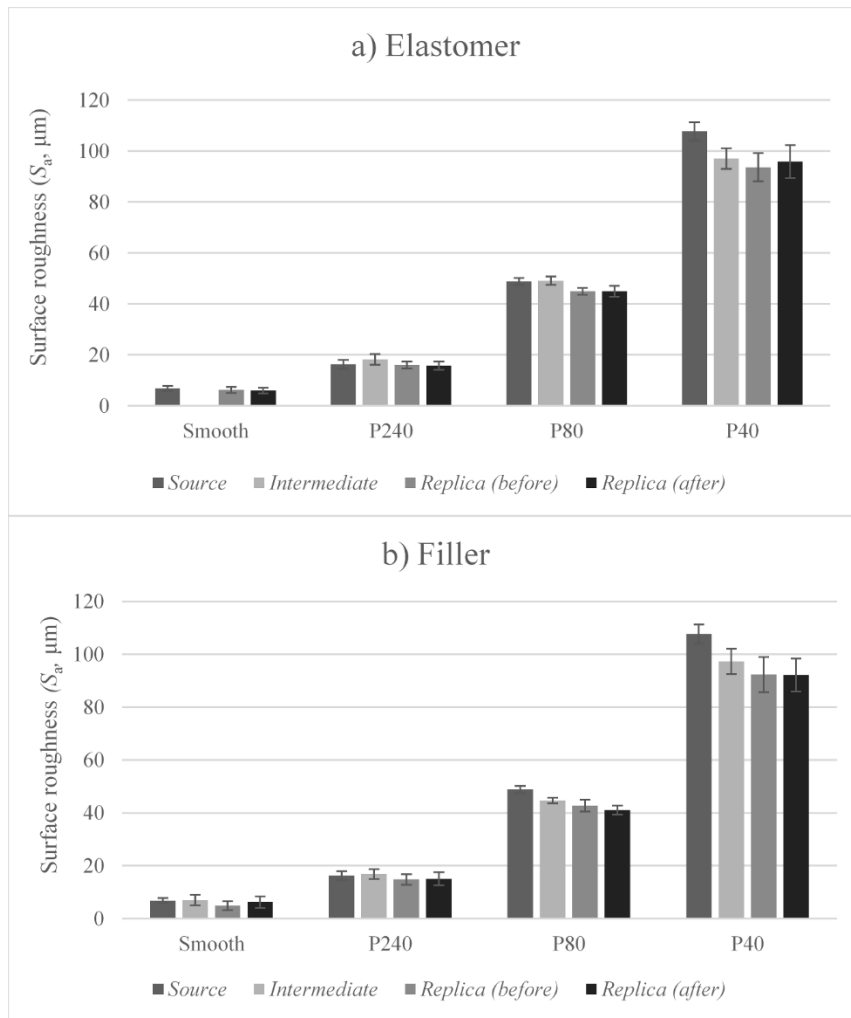 a) Elastomer
Surface roughness (Sa, μm)
120
100
80
60
40
20
0
Smooth P240 P80 P40
Source Intermediate Replica (before) Replica (after)
b) Filler
Surface roughness (Sa, μm)
120
100
80
60
40
20
0
Smooth P240 P80 P40
Source Intermediate Replica (before) Replica (after)